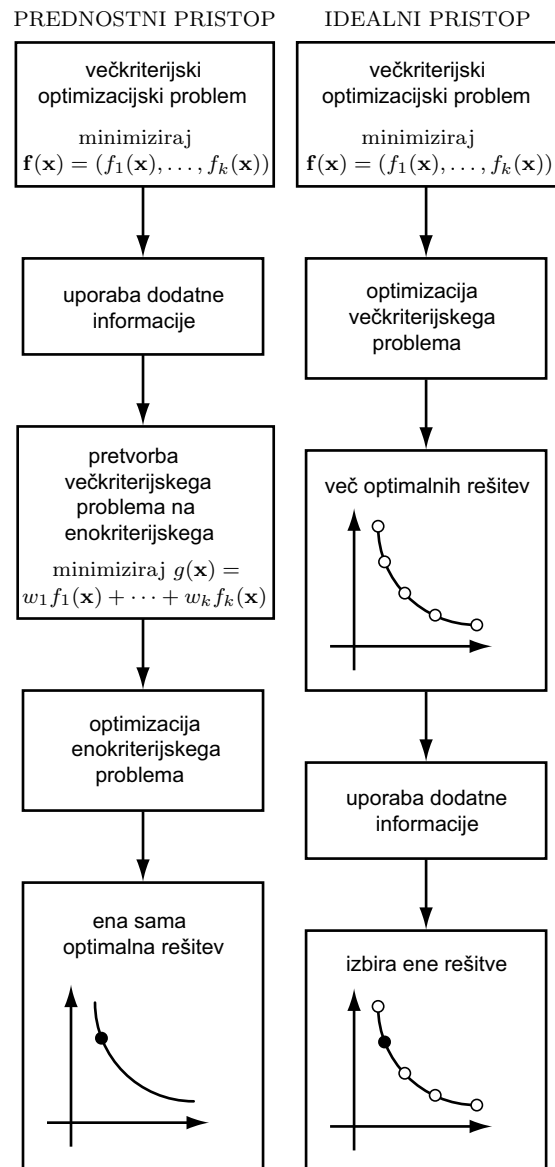 PREDNOSTNI PRISTOP
večkriterijski
optimizacijski problem
minimiziraj
f(x) = (f₁(x), . . . , fₖ(x))
uporaba dodatne
informacije
pretvorba
večkriterijskega
problema na
enokriterijskega
minimiziraj g(x) =
w₁f₁(x) + · · · + wₖfₖ(x)
optimizacija
enokriterijskega
problema
ena sama
optimalna rešitev
IDEALNI PRISTOP
večkriterijski
optimizacijski problem
minimiziraj
f(x) = (f₁(x), . . . , fₖ(x))
optimizacija
večkriterijskega
problema
več optimalnih rešitev
uporaba dodatne
informacije
izbira ene rešitve